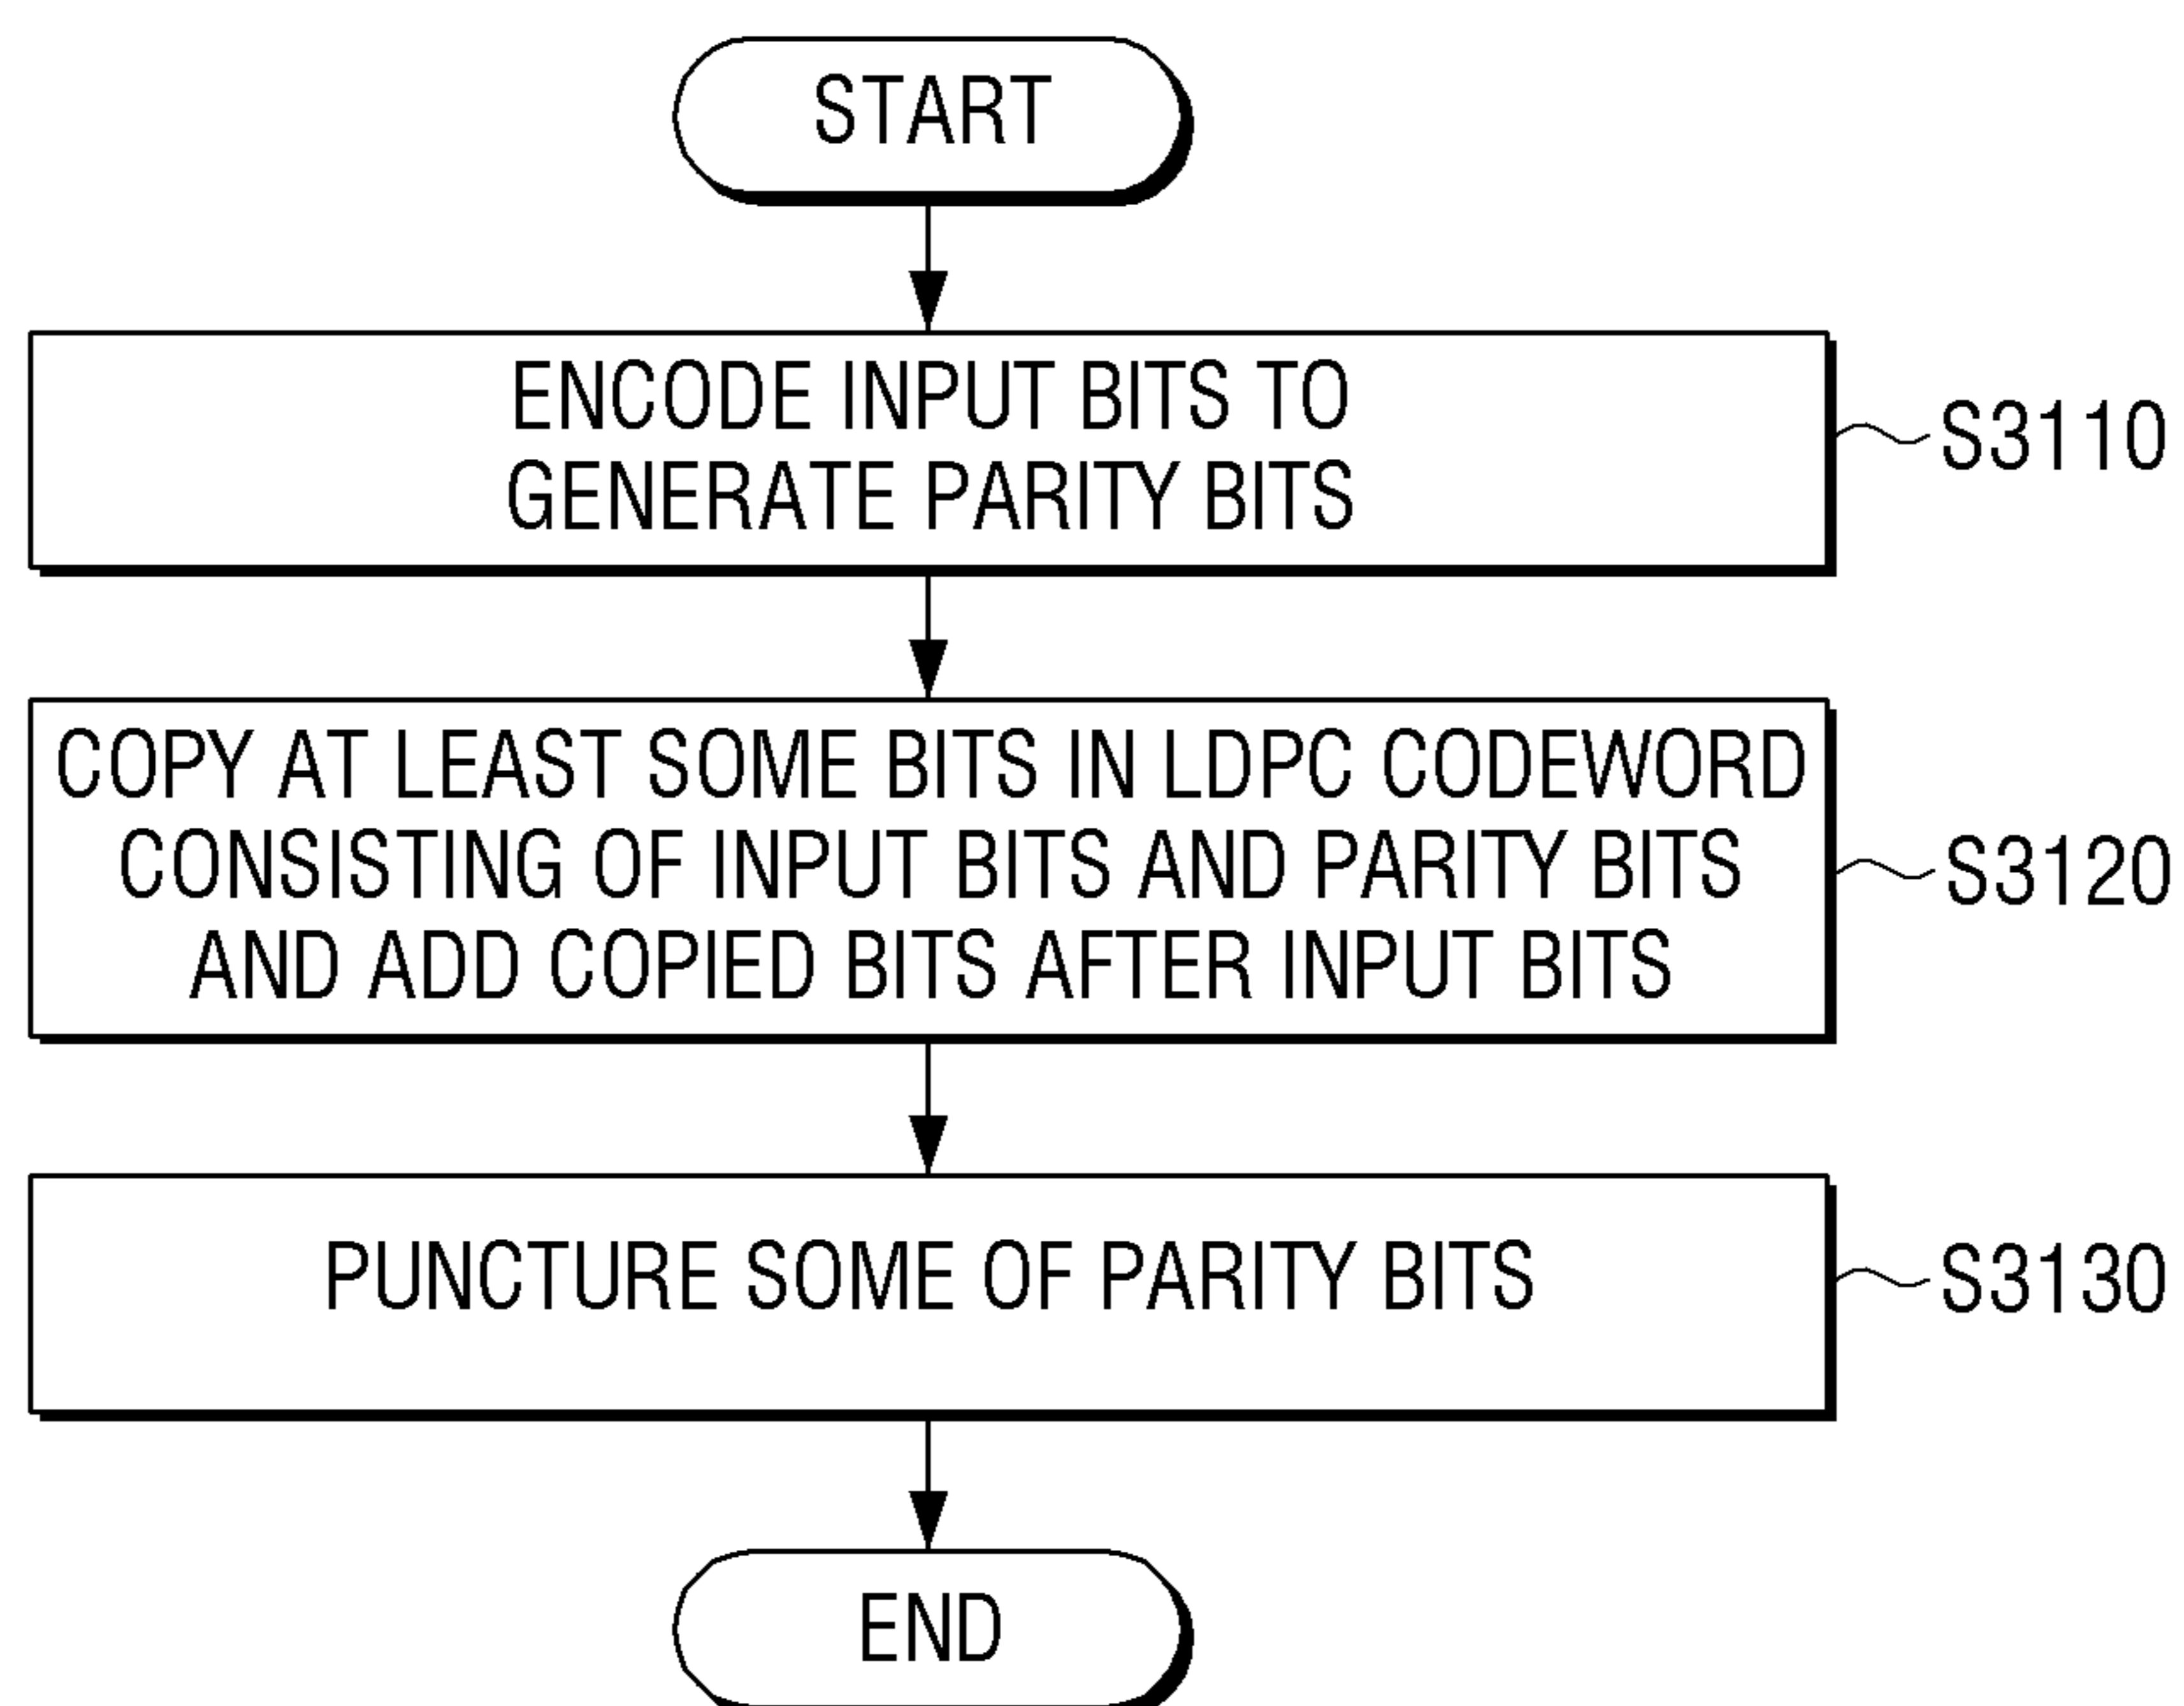 START
ENCODE INPUT BITS TO
GENERATE PARITY BITS
S3110
COPY AT LEAST SOME BITS IN LDPC CODEWORD
CONSISTING OF INPUT BITS AND PARITY BITS
AND ADD COPIED BITS AFTER INPUT BITS
S3120
PUNCTURE SOME OF PARITY BITS
S3130
END